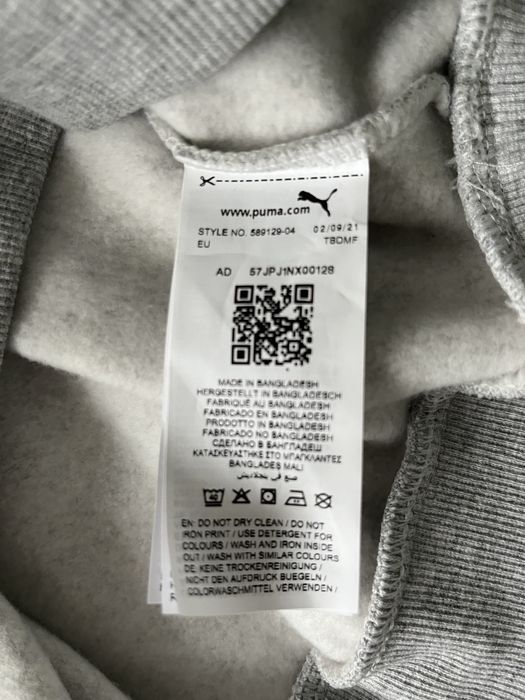 www.puma.com
STYLE NO. 589129-04 02/09/21
EU TBDMF
AD 57JPJ1NX00128
MADE IN BANGLADESH
HERGESTELLT IN BANGLADESCH
FABRIQUÉ AU BANGLADESH
FABRICADO EN BANGLADESH
PRODOTTO IN BANGLADESH
FABRICADO NO BANGLADESH
СДЕЛАНО В БАНГЛАДЕШ
ΚΑΤΑΣΚΕΥΑΣΤΗΚΕ ΣΤΟ ΜΠΑΓΚΛΑΝΤΕΣ
BANGLADES MALI
صنع في بنجلاديش
40
EN: DO NOT DRY CLEAN / DO NOT
IRON PRINT / USE DETERGENT FOR
COLOURS / WASH AND IRON INSIDE
OUT / WASH WITH SIMILAR COLOURS
DE: KEINE TROCKENREINIGUNG /
NICHT DEN AUFDRUCK BUEGELN /
COLORWASCHMITTEL VERWENDEN /